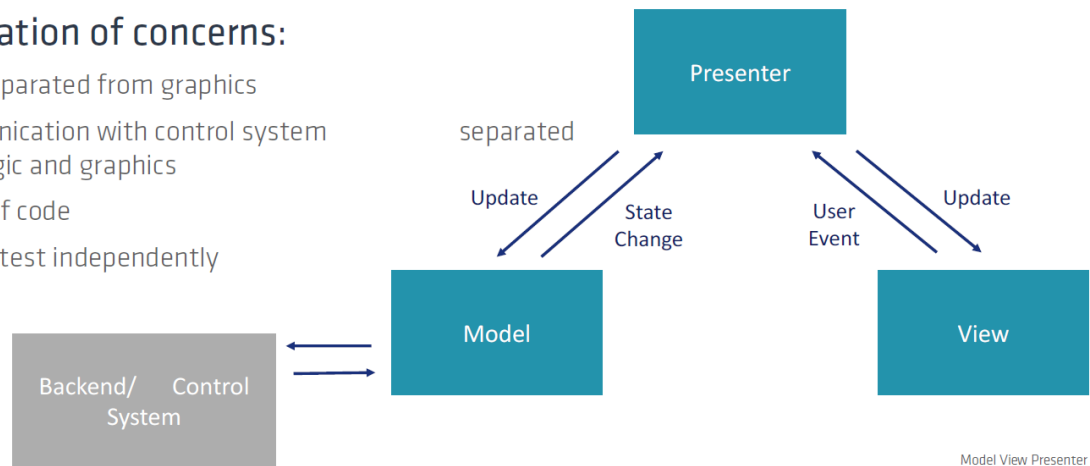 ation of concerns:
parated from graphics
nication with control system separated
gic and graphics
f code
test independently
Presenter
Update
State
Change
User
Event
Update
Model
View
Backend/ Control
System
Model View Presenter